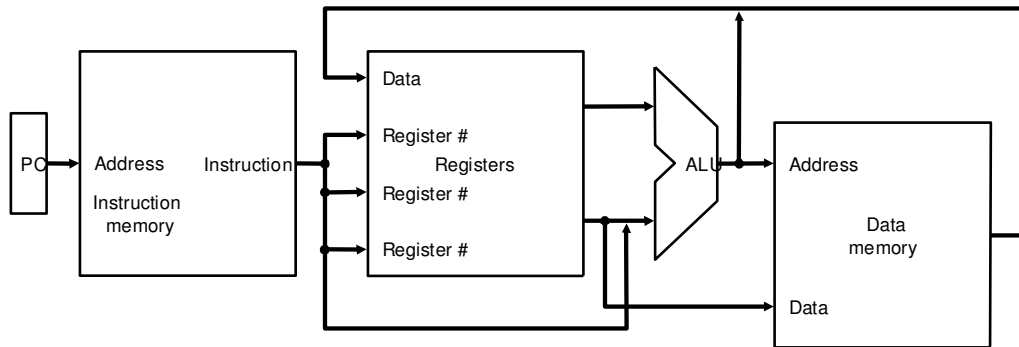 PC
Address
Instruction
Instruction
memory
Data
Register #
Registers
Register #
Register #
ALU
Address
Data
memory
Data